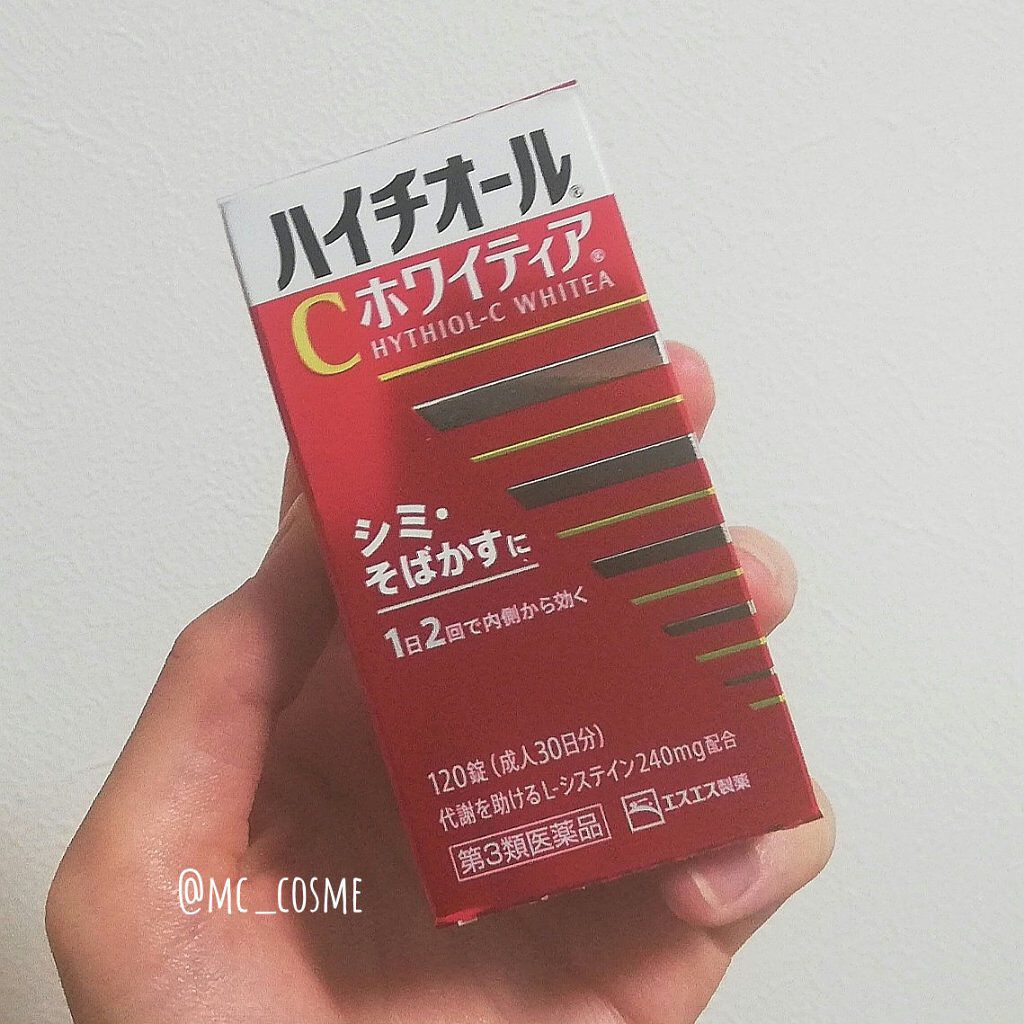 ハイチオール®
Cホワイティア®
HYTHIOL-C WHITEA
シミ・
そばかすに
1日2回で内側から効く
120錠(成人30日分)
代謝を助けるL-システイン240mg配合
第3類医薬品
エスエス製薬
@MC_COSME